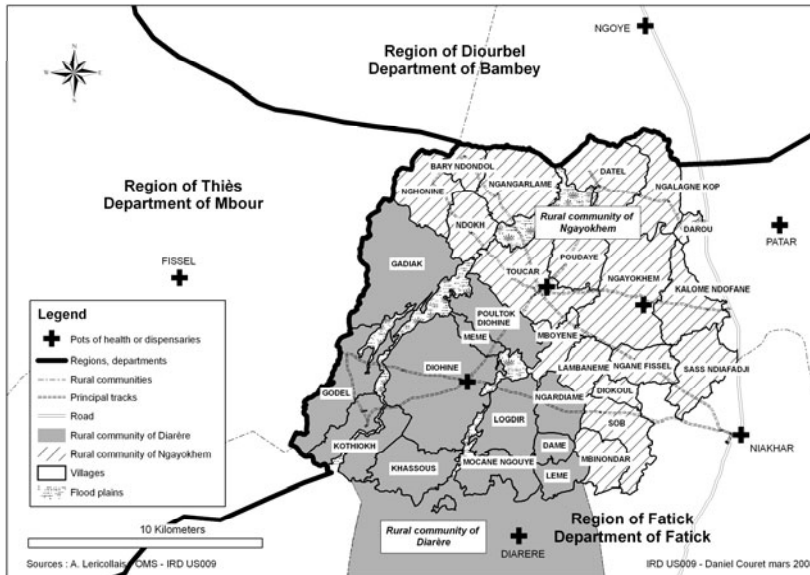 NGOYE
Region of Diourbel
Department of Bambey
N
BARY NDONDOL
DATEL
NGANGARLAME
NGHONINE
NGALAGNE KOP
Region of Thiès
Department of Mbour
Rural community of
Ngayokhem
NDOKH
DAROU
PATAR
FISSEL
GADIAK
POUDAYE
TOUCAR
NGAYOKHEM
KALOME NDOFANE
Legend
Pots of health or dispensaries
Regions, departments
Rural communities
Principal tracks
Road
Rural community of Diarère
Rural community of Ngayokhem
Villages
Flood plains
POULTOK
DIOHINE
MEME
MBOYENE
DIOHINE
LAMBANEME
NGANE FISSEL
SASS NDIAFADJI
GODEL
NGARDIAME
DIOKOUL
LOGDIR
SOB
KOTHIOKH
DAME
NIAKHAR
KHASSOUS
MOCANE NGOUYE
MBINONDAR
LEME
10 Kilometers
Rural community of
Diarère
DIARERE
Region of Fatick
Department of Fatick
Sources : A. Lericollais, OMS - IRD US009
IRD US009 - Daniel Couret mars